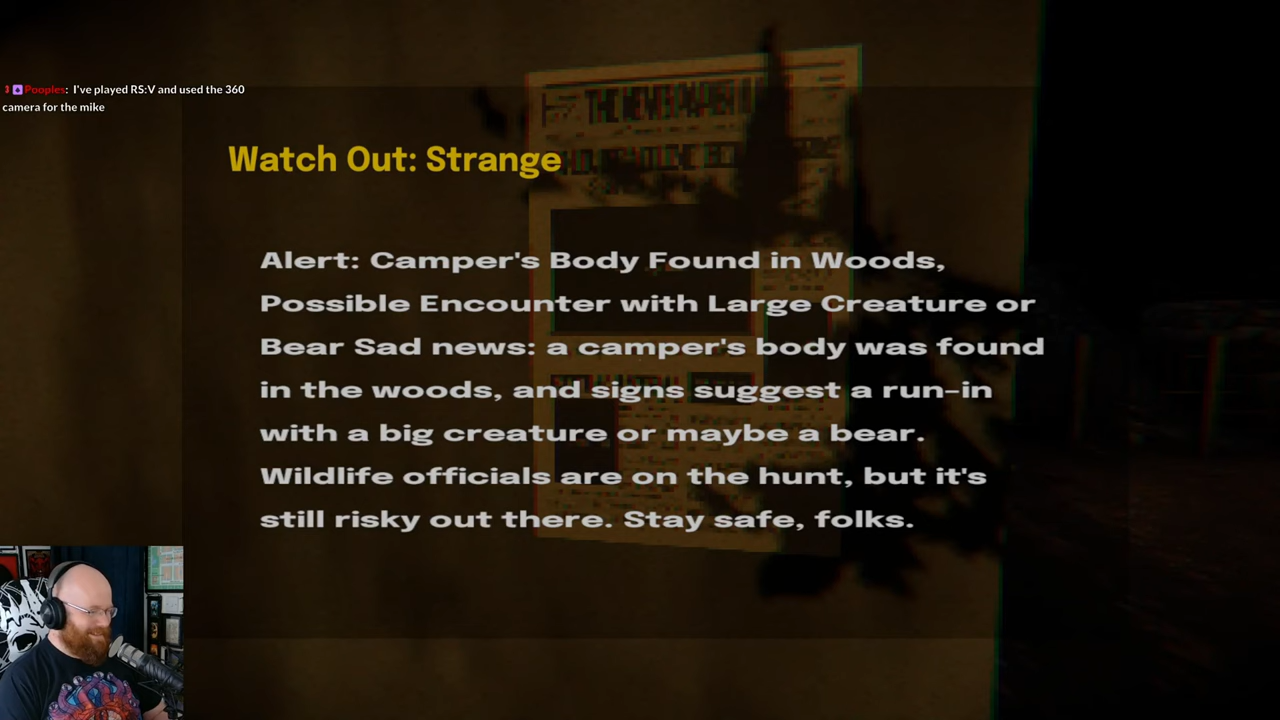 Pooples: I've played RS:V and used the 360
camera for the mike
THE NEWSPAPER
Watch Out: Strange
Alert: Camper's Body Found in Woods,
Possible Encounter with Large Creature or
Bear Sad news: a camper's body was found
in the woods, and signs suggest a run-in
with a big creature or maybe a bear.
Wildlife officials are on the hunt, but it's
still risky out there. Stay safe, folks.